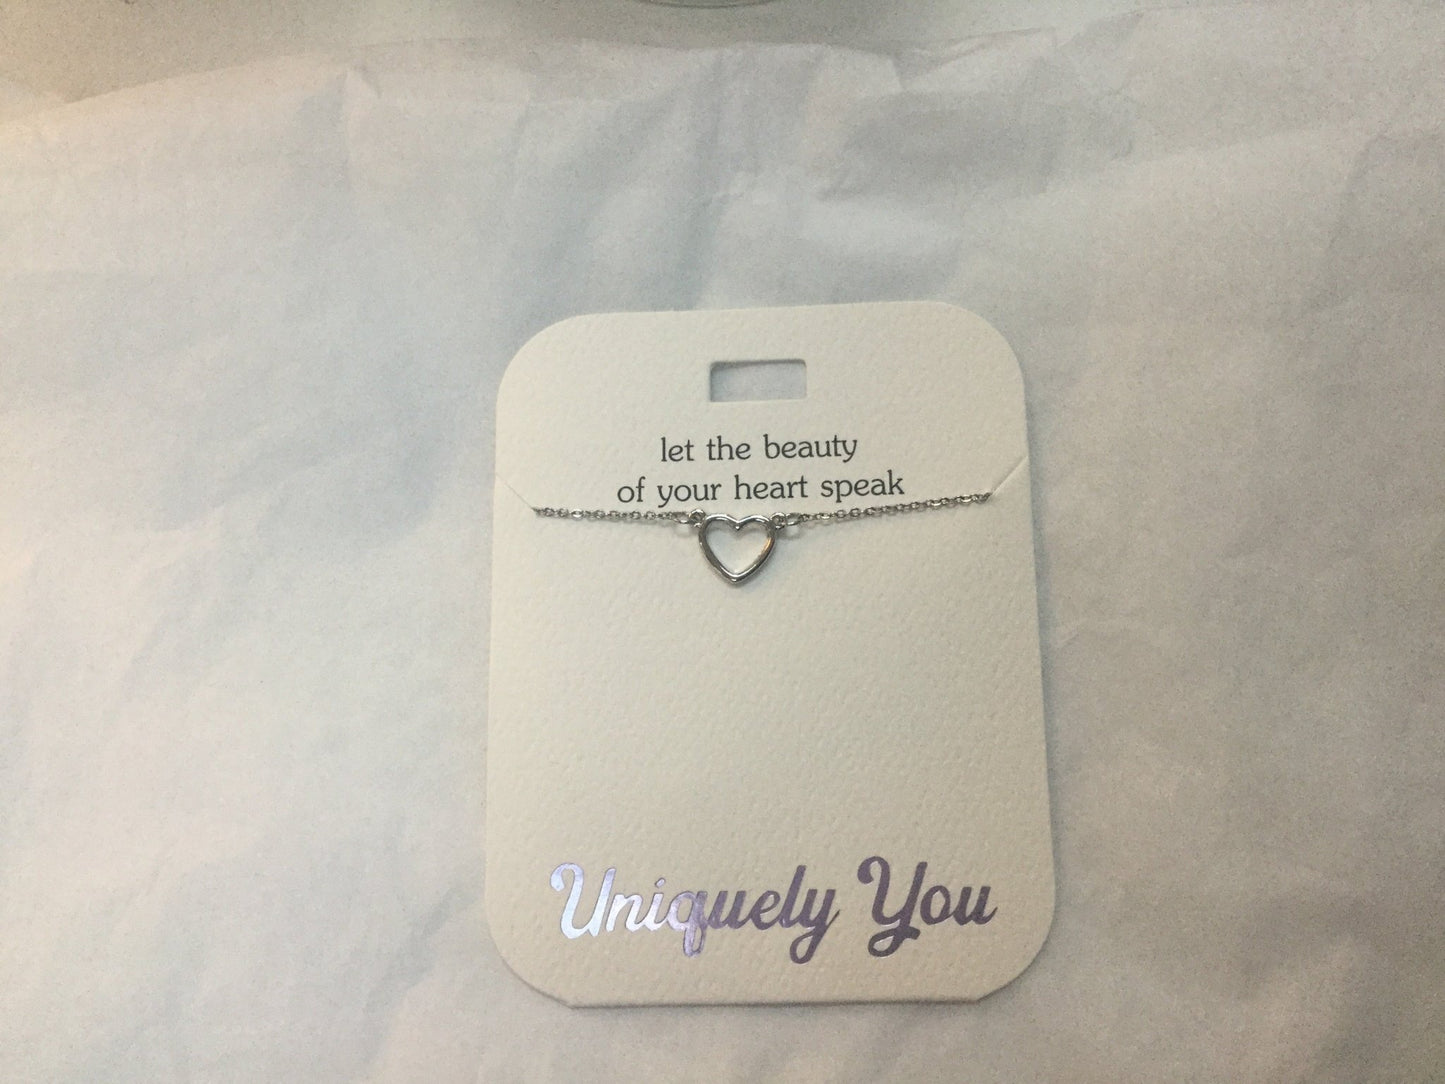 let the beauty
of your heart speak
Uniquely You